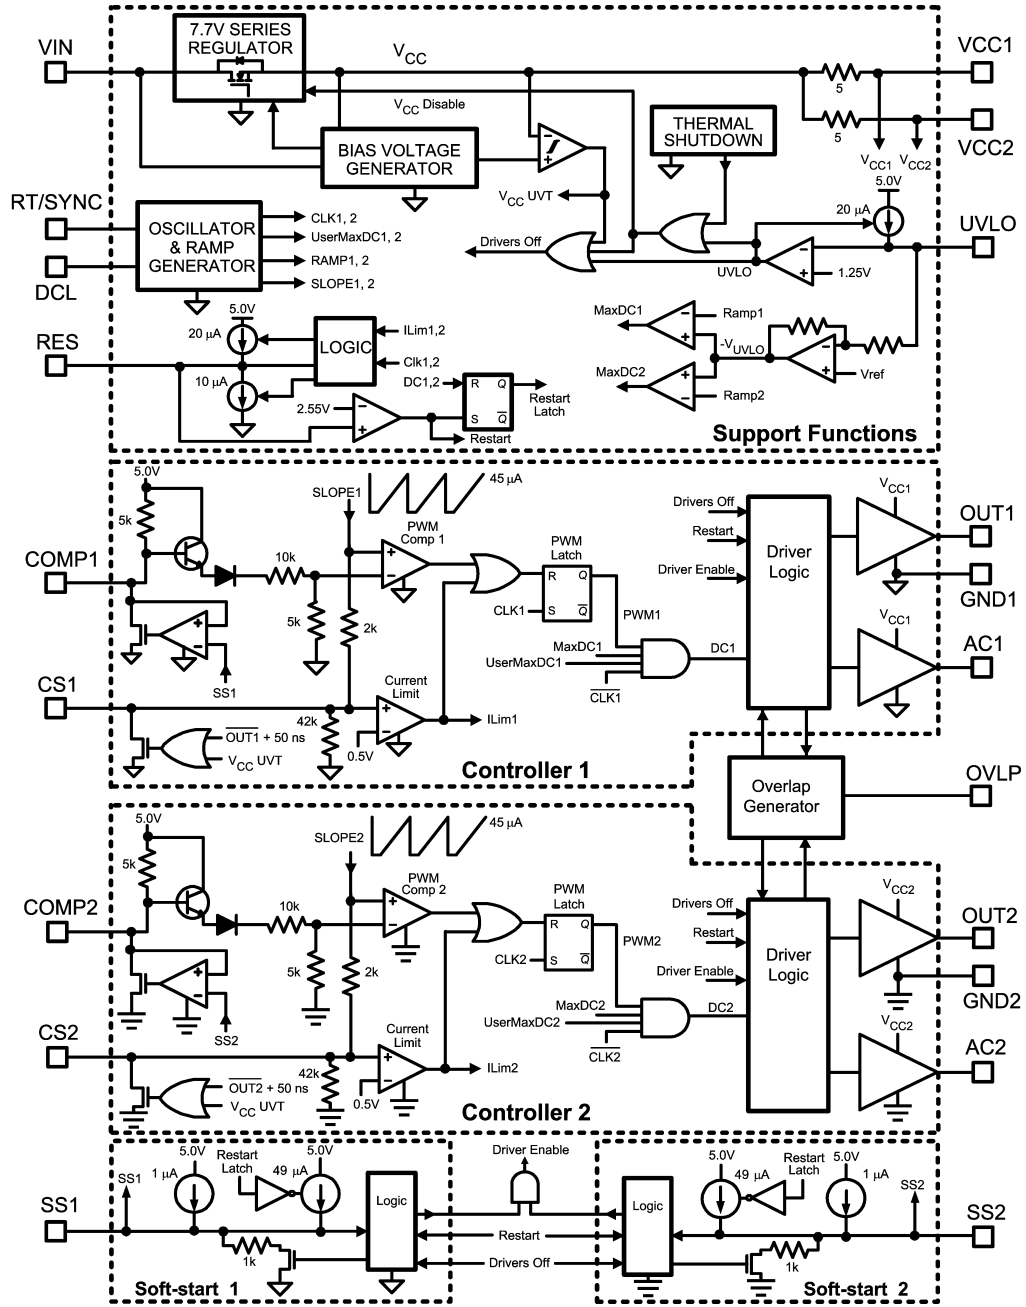 7.7V SERIES
REGULATOR
VIN
VCC
VCC1
5
5
VCC2
VCC Disable
VCC1
VCC2
BIAS VOLTAGE
GENERATOR
THERMAL
SHUTDOWN
5.0V
20 µA
UVLO
VCC UVT
RT/SYNC
OSCILLATOR
& RAMP
GENERATOR
CLK1, 2
UserMaxDC1, 2
RAMP1, 2
SLOPE1, 2
DCL
Drivers Off
UVLO
1.25V
5.0V
20 µA
10 µA
RES
LOGIC
ILim1,2
Clk1,2
DC1,2
R
Q
S
Q
Restart
Latch
Restart
2.55V
MaxDC1
Ramp1
-VUVLO
MaxDC2
Ramp2
Vref
Support Functions
5.0V
5k
COMP1
10k
5k
SS1
SLOPE1
45 µA
PWM
Comp 1
2k
PWM
Latch
R
Q
S
Q
CLK1
PWM1
MaxDC1
UserMaxDC1
CLK1
DC1
Drivers Off
Restart
Driver Enable
Driver
Logic
VCC1
OUT1
GND1
VCC1
AC1
CS1
OUT1 + 50 ns
VCC UVT
42k
Current
Limit
0.5V
ILim1
Controller 1
Overlap
Generator
OVLP
5.0V
5k
COMP2
10k
5k
SS2
SLOPE2
45 µA
PWM
Comp 2
2k
PWM
Latch
R
Q
S
Q
CLK2
PWM2
MaxDC2
UserMaxDC2
CLK2
DC2
Drivers Off
Restart
Driver Enable
Driver
Logic
VCC2
OUT2
GND2
VCC2
AC2
CS2
OUT2 + 50 ns
VCC UVT
42k
Current
Limit
0.5V
ILim2
Controller 2
SS1
SS1
5.0V
1 µA
Restart
Latch
49 µA
5.0V
1k
Logic
Soft-start 1
Driver Enable
Restart
Drivers Off
Logic
5.0V
49 µA
Restart
Latch
5.0V
1 µA
SS2
1k
SS2
Soft-start 2